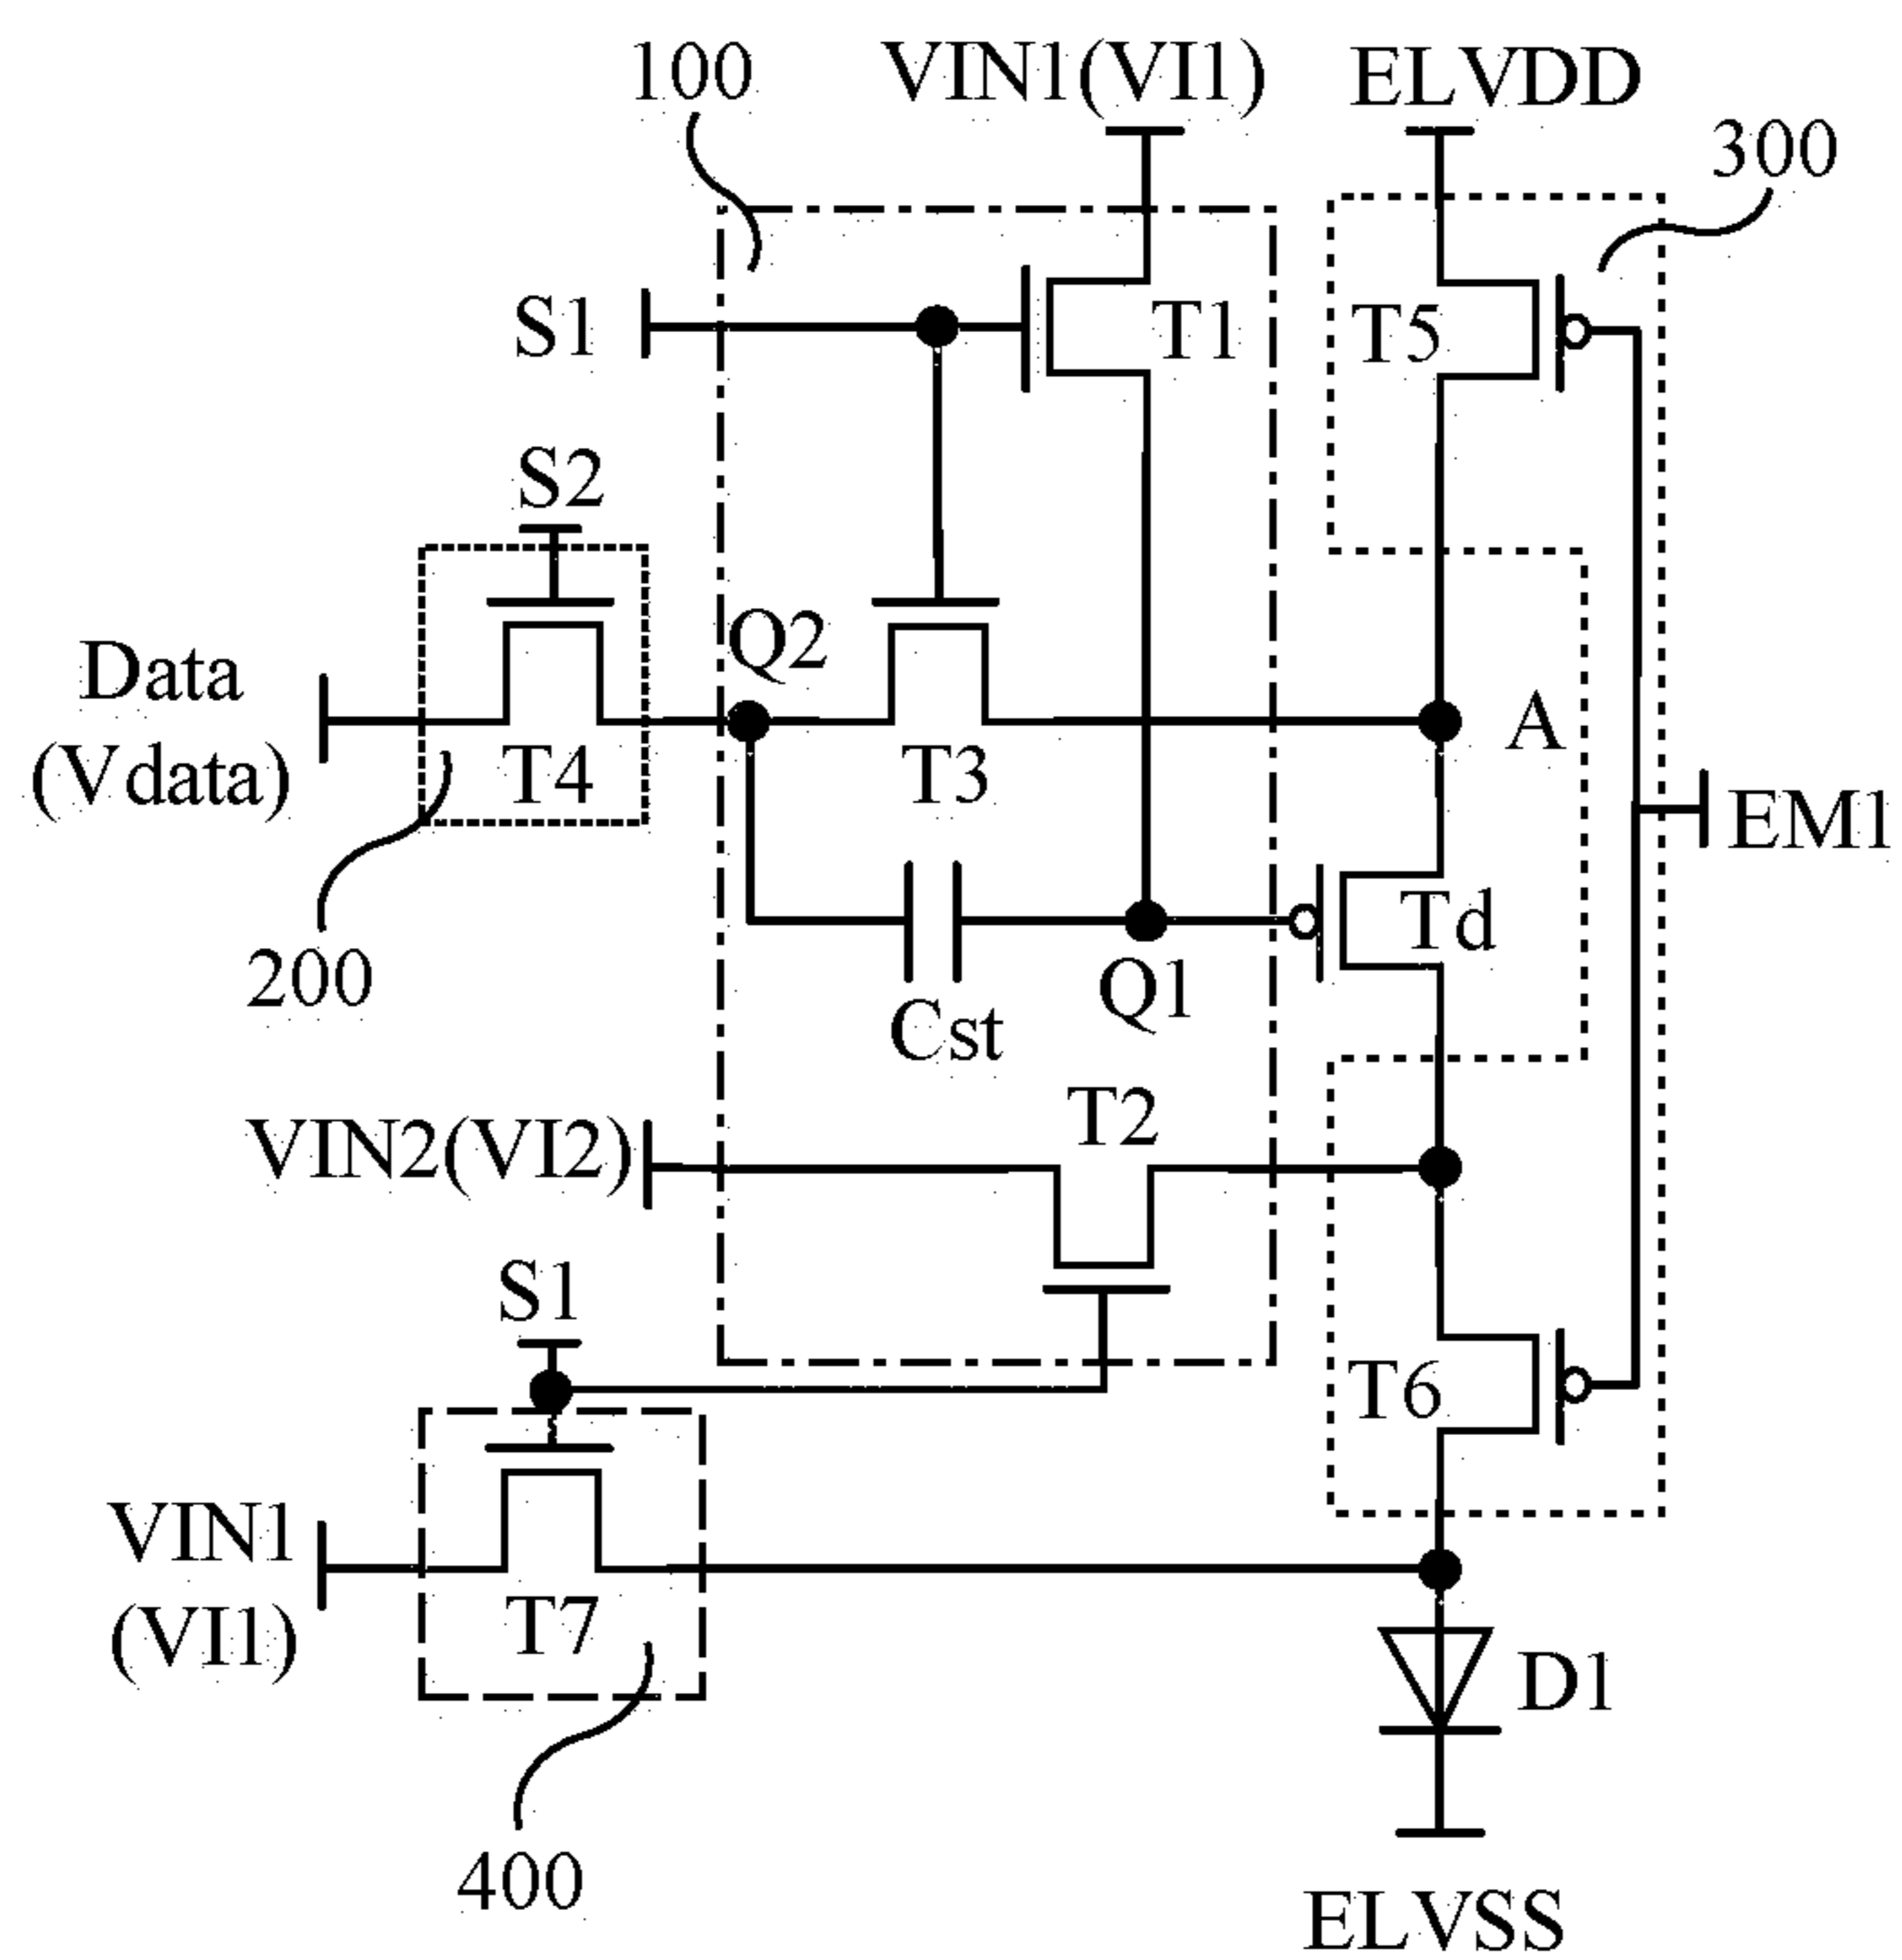 100
VIN1(VI1)
ELVDD
300
S1
T1
T5
S2
Q2
Data
(Vdata)
T4
T3
A
EM1
Td
200
Q1
Cst
T2
VIN2(VI2)
S1
T6
VIN1
(VI1)
T7
D1
400
ELVSS